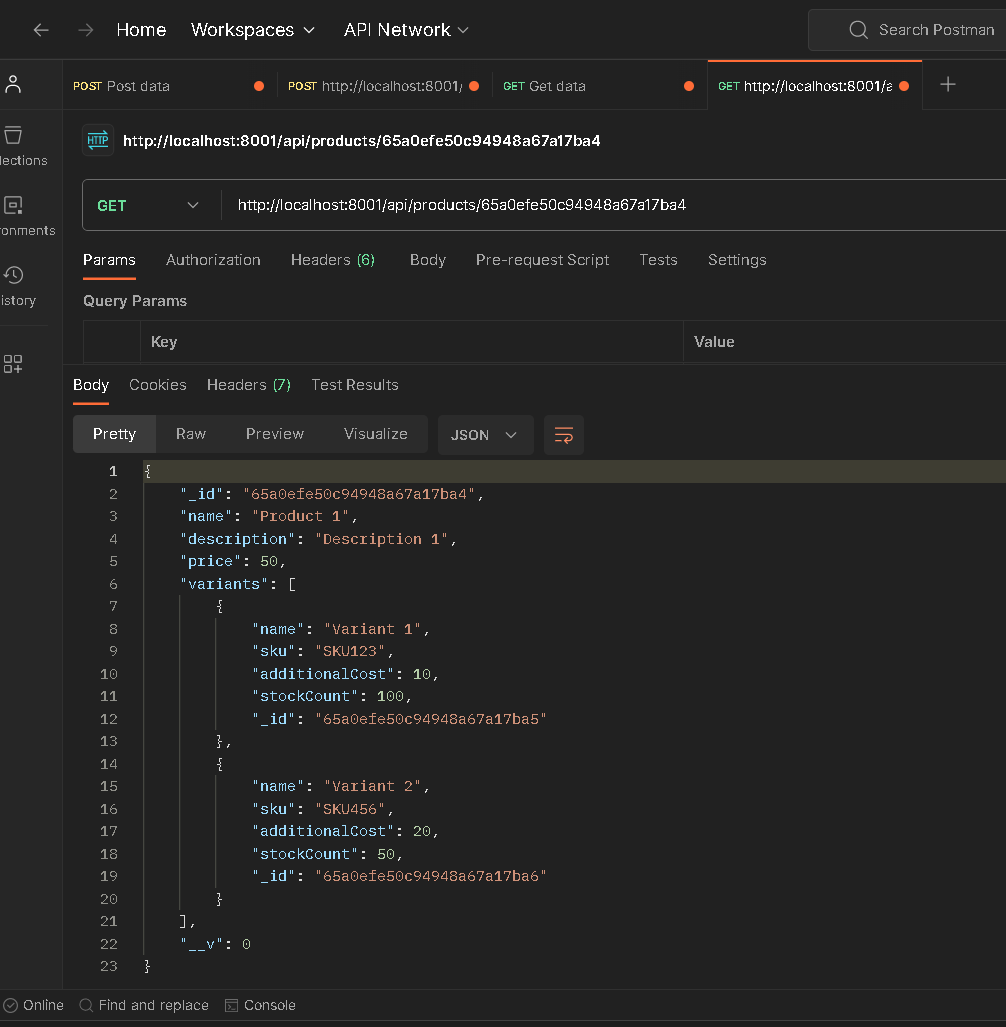 Home Workspaces API Network Search Postman
POST Post data POST http://localhost:8001/ GET Get data GET http://localhost:8001/a
HTTP http://localhost:8001/api/products/65a0efe50c94948a67a17ba4
lections
GET http://localhost:8001/api/products/65a0efe50c94948a67a17ba4
ronments
Params Authorization Headers (6) Body Pre-request Script Tests Settings
istory
Query Params
Key Value
Body Cookies Headers (7) Test Results
Pretty Raw Preview Visualize JSON
1 {
2 "_id": "65a0efe50c94948a67a17ba4",
3 "name": "Product 1",
4 "description": "Description 1",
5 "price": 50,
6 "variants": [
7 {
8 "name": "Variant 1",
9 "sku": "SKU123",
10 "additionalCost": 10,
11 "stockCount": 100,
12 "_id": "65a0efe50c94948a67a17ba5"
13 },
14 {
15 "name": "Variant 2",
16 "sku": "SKU456",
17 "additionalCost": 20,
18 "stockCount": 50,
19 "_id": "65a0efe50c94948a67a17ba6"
20 }
21 ],
22 "__v": 0
23 }
Online Find and replace Console